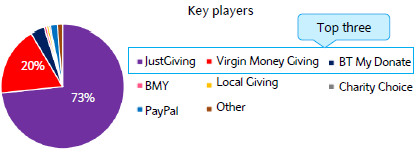 Key players
Top three
20%
73%
JustGiving Virgin Money Giving BT My Donate
BMY Local Giving Charity Choice
PayPal Other